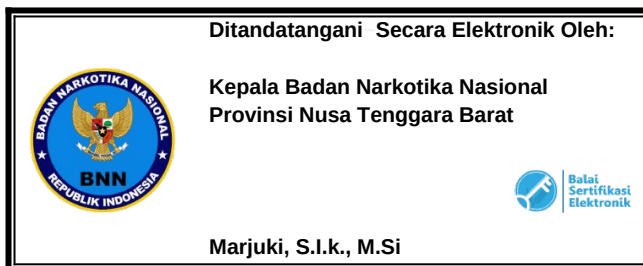 Ditandatangani Secara Elektronik Oleh:
Kepala Badan Narkotika Nasional
Provinsi Nusa Tenggara Barat
BADAN NARKOTIKA NASIONAL
BNN
REPUBLIK INDONESIA
Balai
Sertifikasi
Elektronik
Marjuki, S.I.k., M.Si